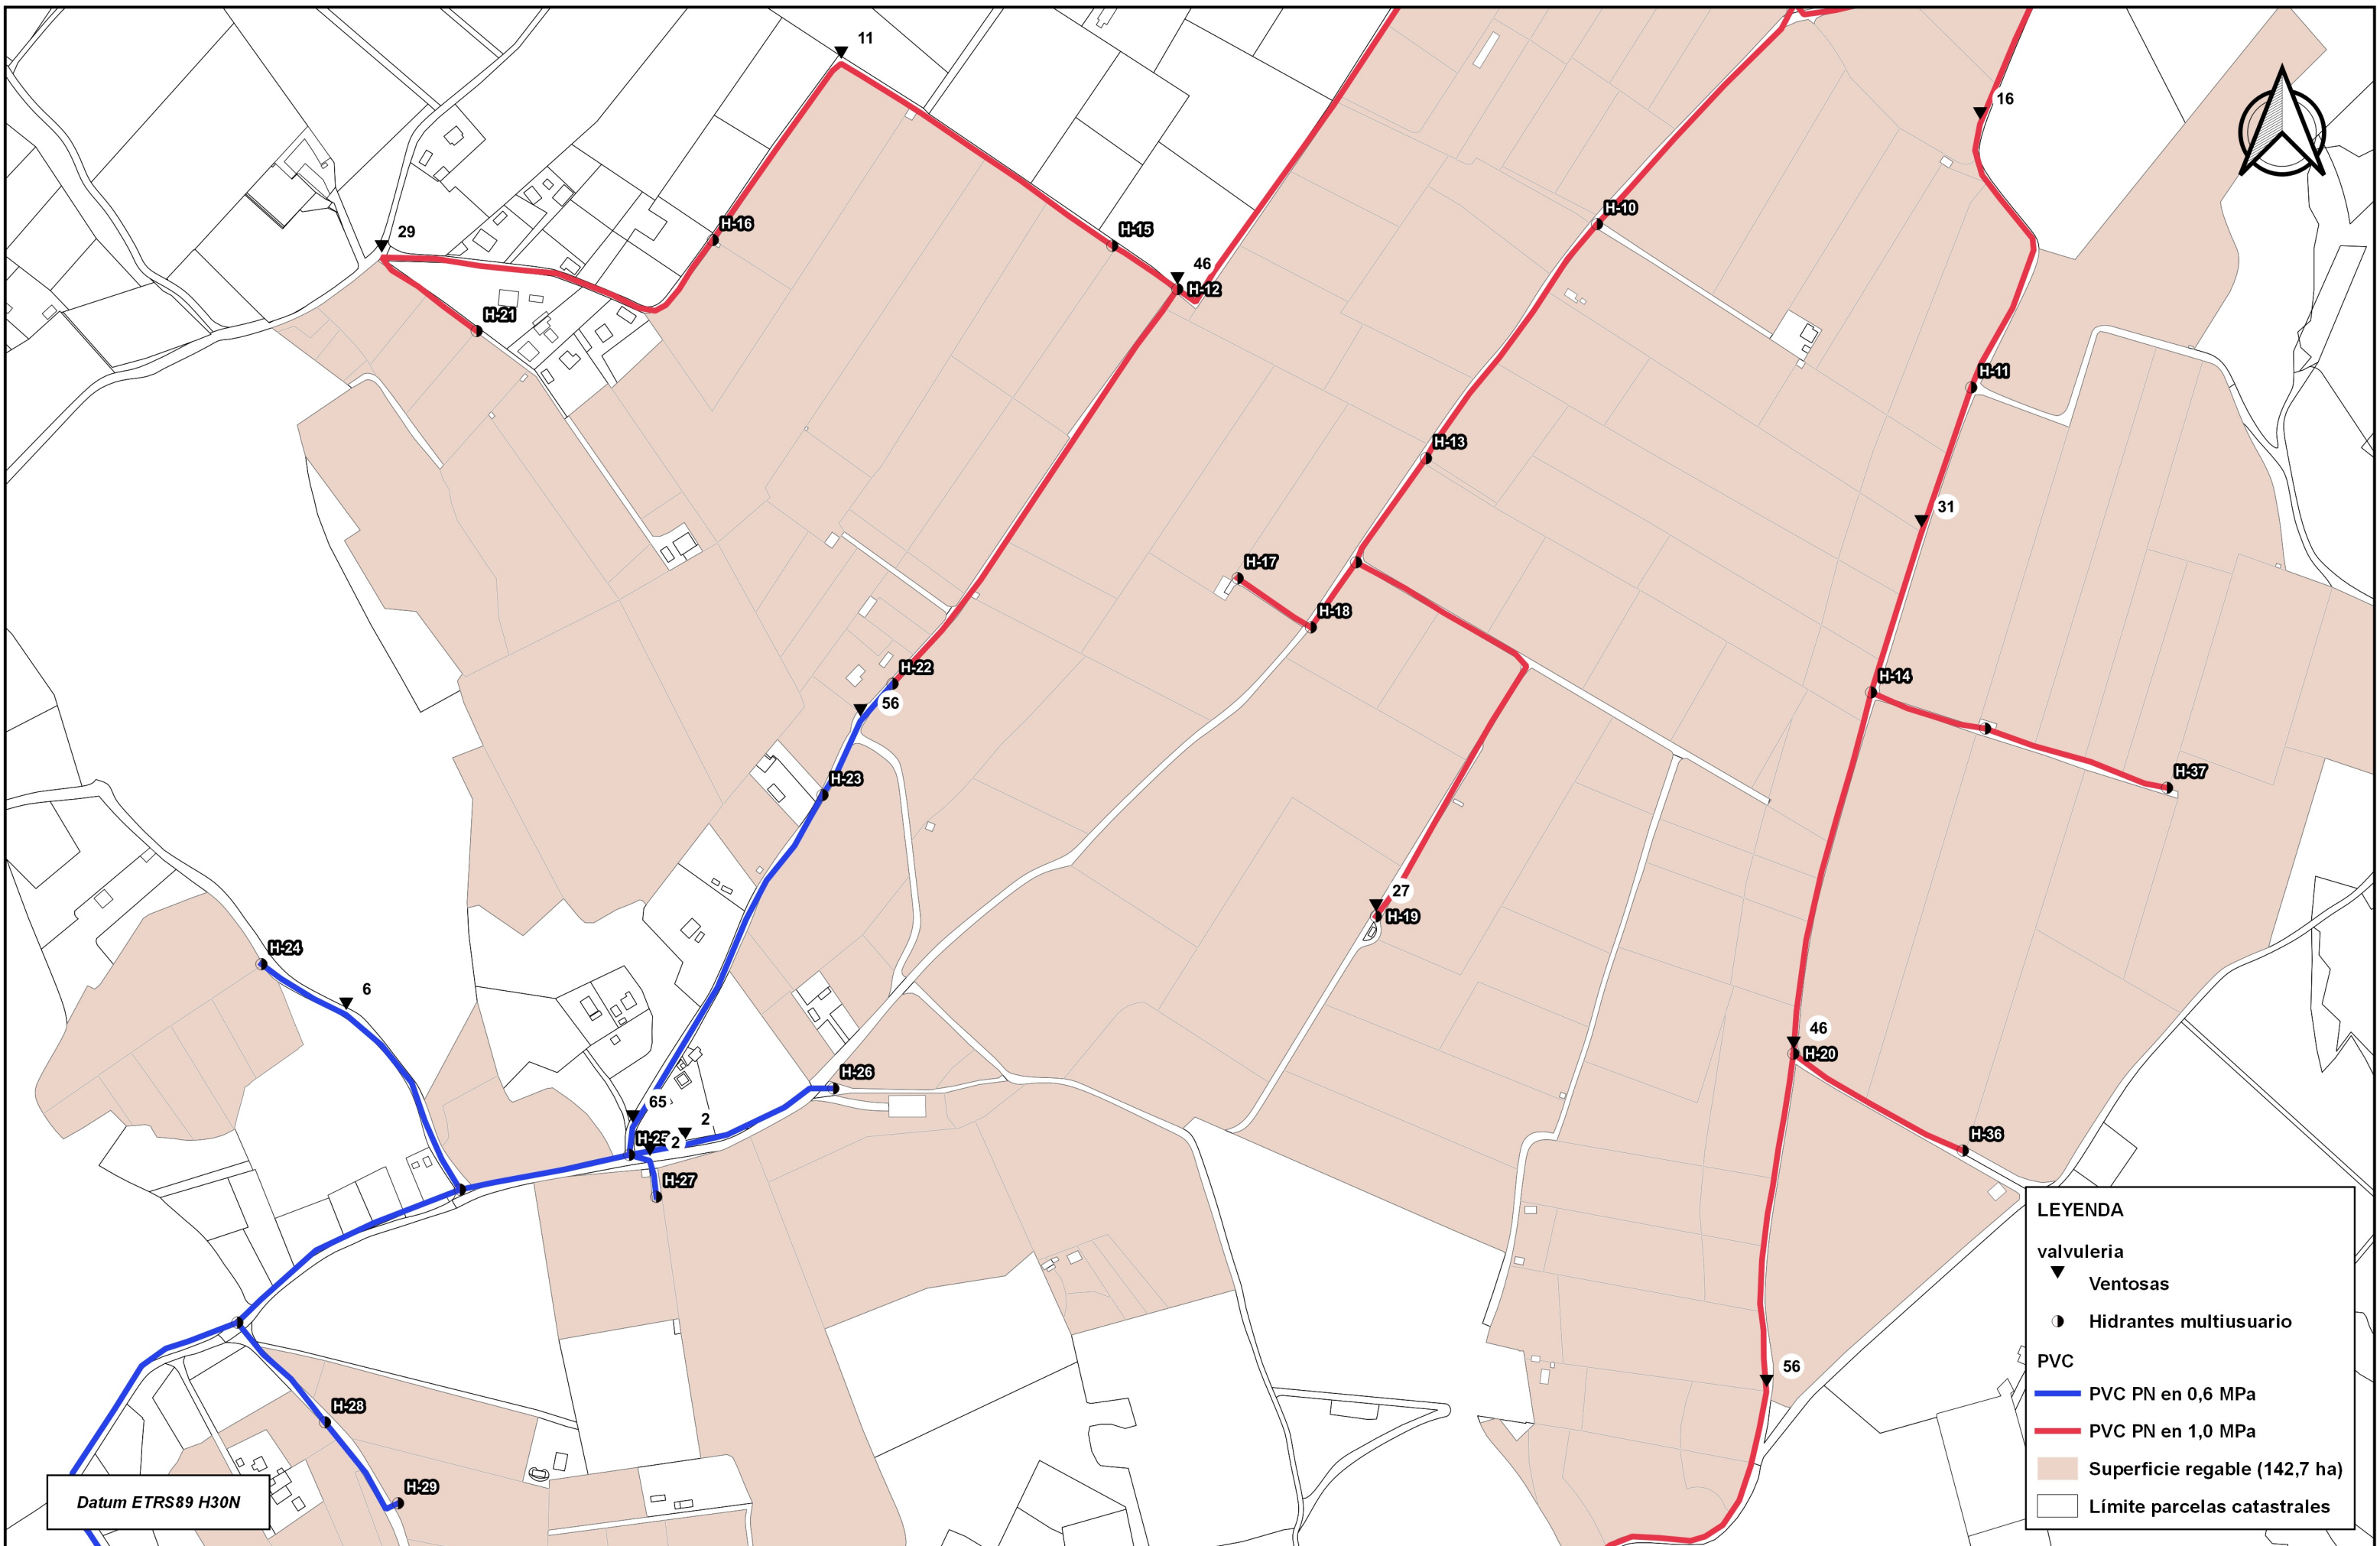 11
16
H-10
H-16
H-15
29
46
H-12
H-21
H-11
H-13
31
H-17
H-18
H-22
H-14
56
H-37
H-23
27
H-19
H-24
6
46
H-20
H-26
65
2
H-25
2
H-36
H-27
56
H-28
H-29
LEYENDA
valvuleria
Ventosas
Hidrantes multiusuario
PVC
PVC PN en 0,6 MPa
PVC PN en 1,0 MPa
Superficie regable (142,7 ha)
Límite parcelas catastrales
Datum ETRS89 H30N